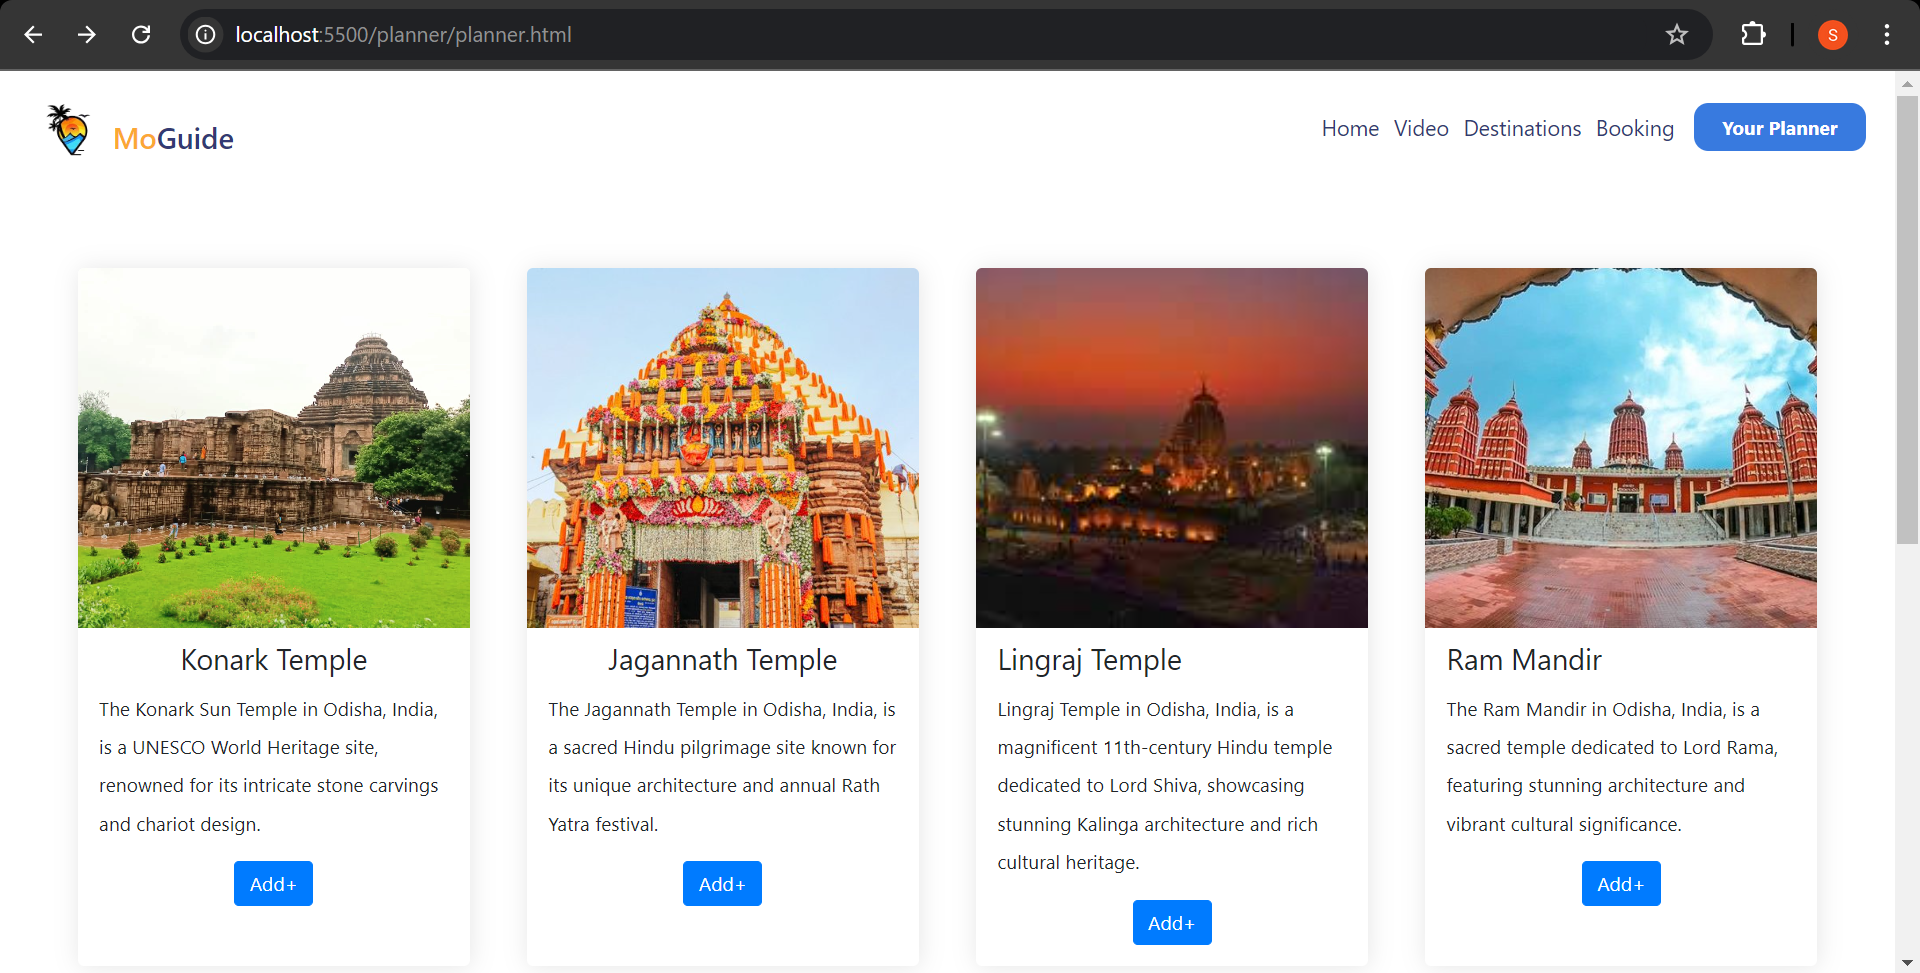 localhost:5500/planner/planner.html
S
MoGuide
Home Video Destinations Booking Your Planner
Konark Temple
The Konark Sun Temple in Odisha, India,
is a UNESCO World Heritage site,
renowned for its intricate stone carvings
and chariot design.
Add+
Jagannath Temple
The Jagannath Temple in Odisha, India, is
a sacred Hindu pilgrimage site known for
its unique architecture and annual Rath
Yatra festival.
Add+
Lingraj Temple
Lingraj Temple in Odisha, India, is a
magnificent 11th-century Hindu temple
dedicated to Lord Shiva, showcasing
stunning Kalinga architecture and rich
cultural heritage.
Add+
Ram Mandir
The Ram Mandir in Odisha, India, is a
sacred temple dedicated to Lord Rama,
featuring stunning architecture and
vibrant cultural significance.
Add+